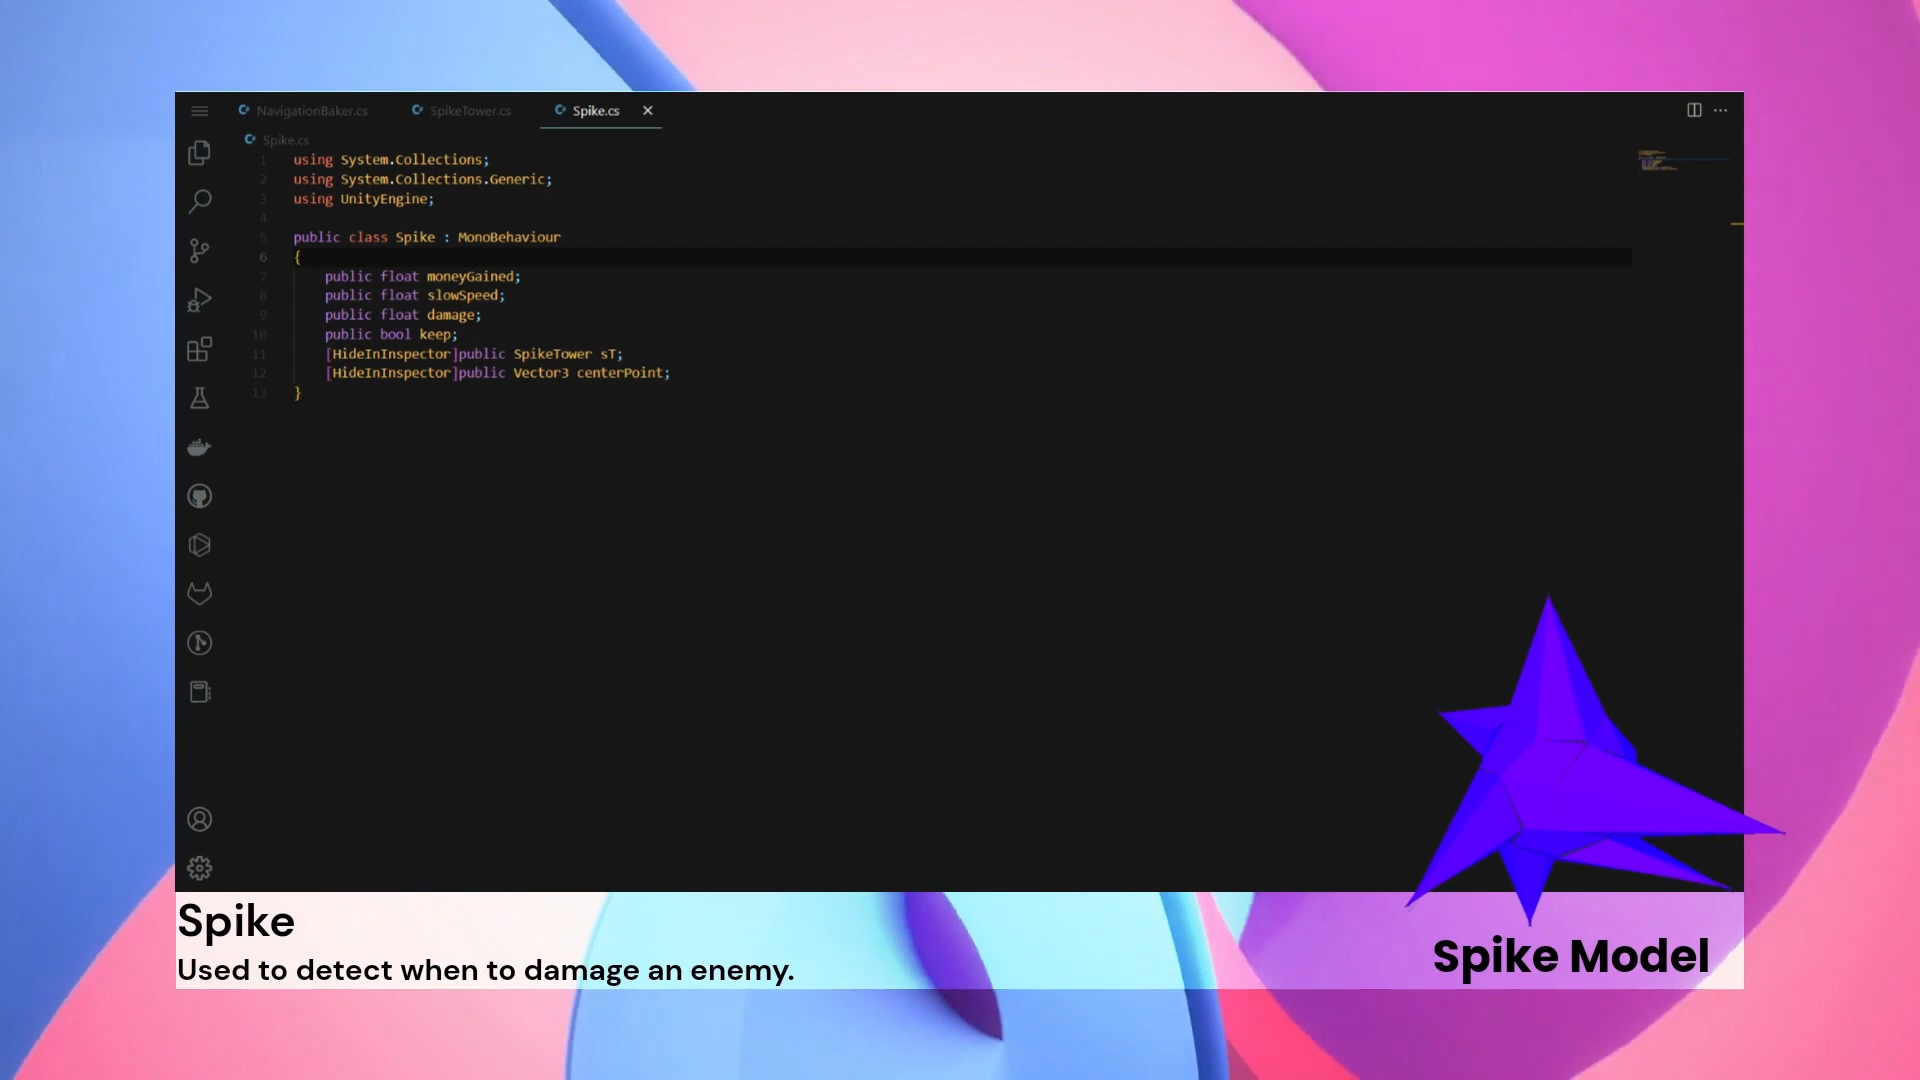 NavigationBaker.cs SpikeTower.cs Spike.cs
Spike.cs
1 using System.Collections;
2 using System.Collections.Generic;
3 using UnityEngine;
4
5 public class Spike : MonoBehaviour
6 {
7 public float moneyGained;
8 public float slowSpeed;
9 public float damage;
10 public bool keep;
11 [HideInInspector]public SpikeTower sT;
12 [HideInInspector]public Vector3 centerPoint;
13 }
Spike
Used to detect when to damage an enemy.
Spike Model